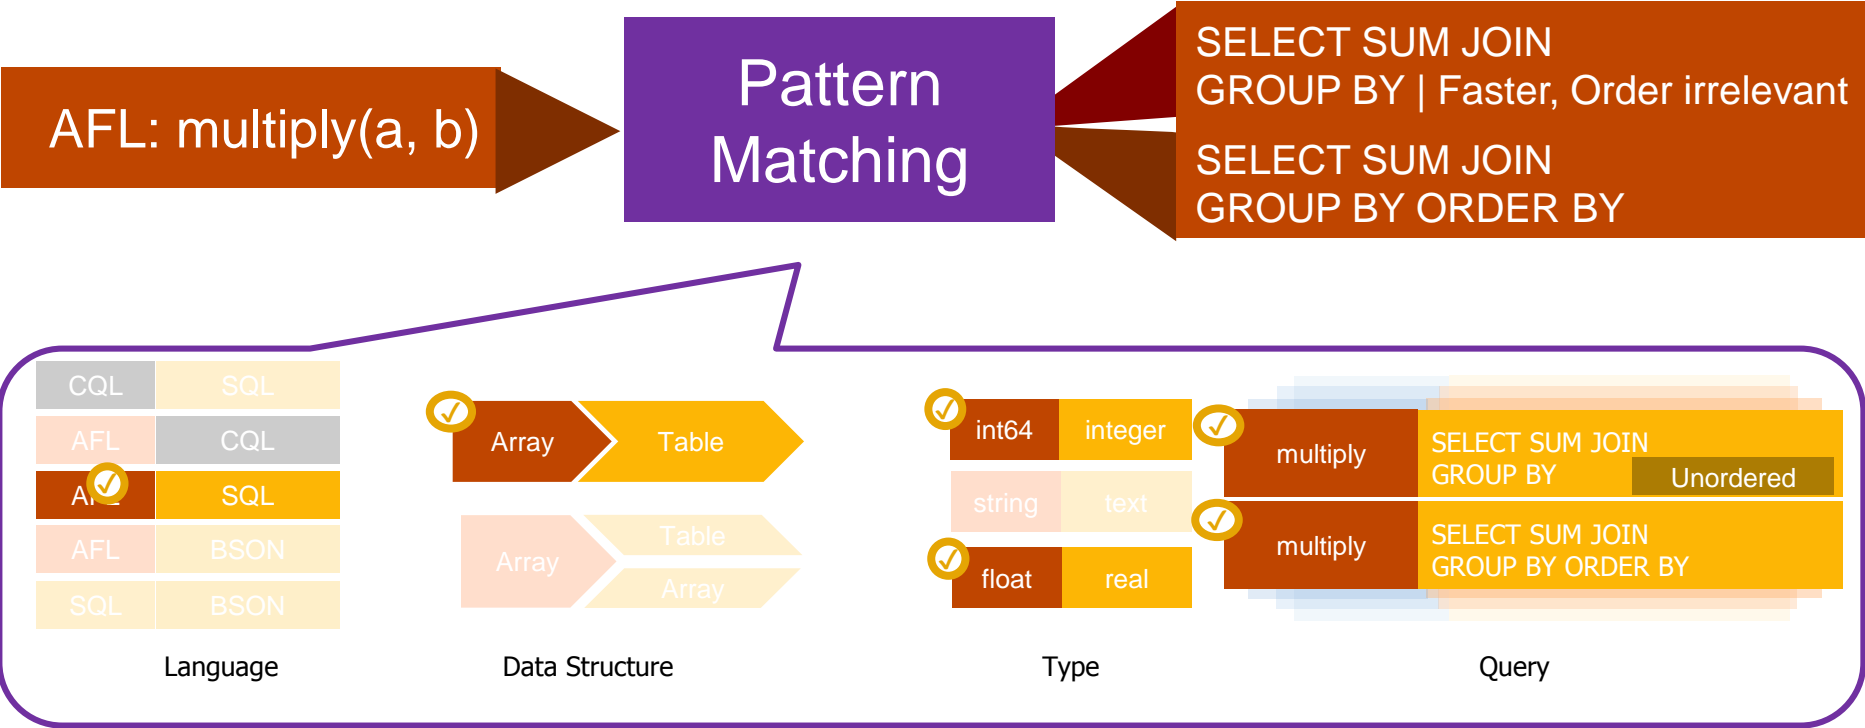 AFL: multiply(a, b)
Pattern
Matching
SELECT SUM JOIN
GROUP BY | Faster, Order irrelevant
SELECT SUM JOIN
GROUP BY ORDER BY
CQL SQL
AFL CQL
AFL SQL
AFL BSON
SQL BSON
Language
Array Table
Array Table
Array
Data Structure
int64 integer
string text
float real
Type
multiply SELECT SUM JOIN
GROUP BY Unordered
multiply SELECT SUM JOIN
GROUP BY ORDER BY
Query